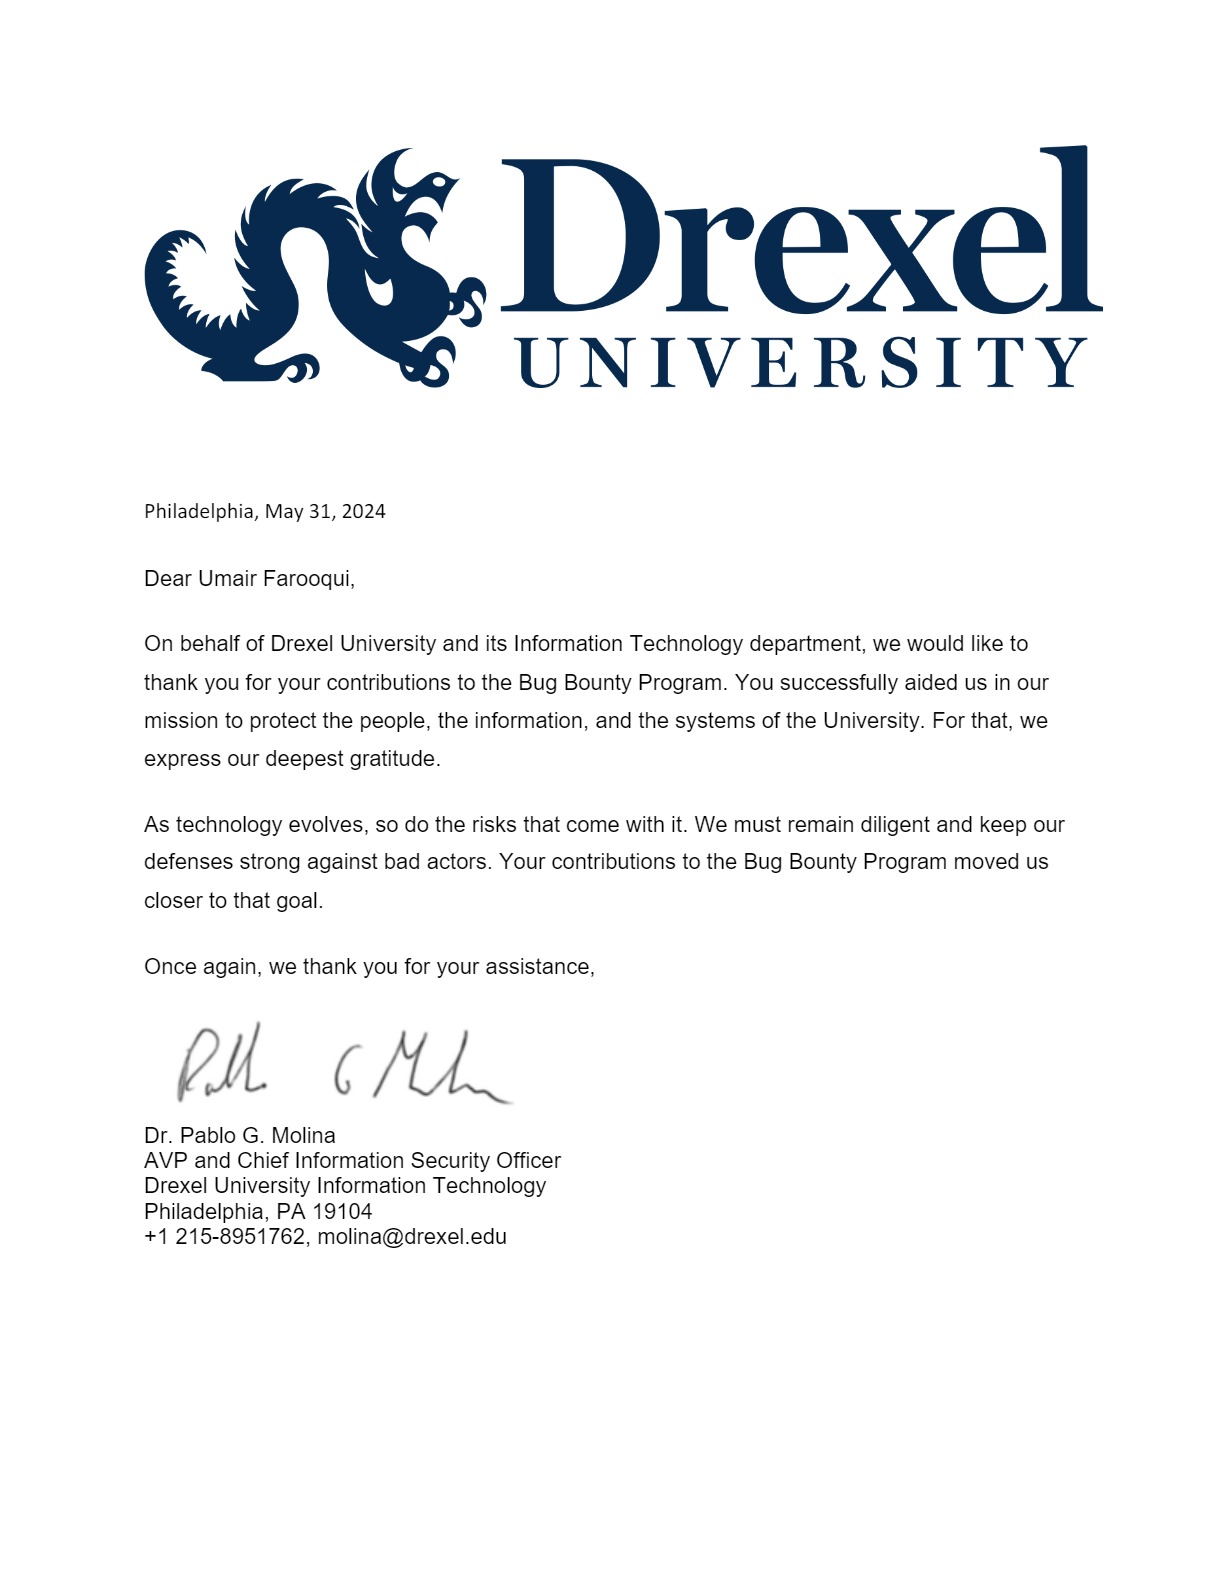 Drexel
UNIVERSITY
Philadelphia, May 31, 2024
Dear Umair Farooqui,
On behalf of Drexel University and its Information Technology department, we would like to
thank you for your contributions to the Bug Bounty Program. You successfully aided us in our
mission to protect the people, the information, and the systems of the University. For that, we
express our deepest gratitude.
As technology evolves, so do the risks that come with it. We must remain diligent and keep our
defenses strong against bad actors. Your contributions to the Bug Bounty Program moved us
closer to that goal.
Once again, we thank you for your assistance,
Dr. Pablo G. Molina
AVP and Chief Information Security Officer
Drexel University Information Technology
Philadelphia, PA 19104
+1 215-8951762, molina@drexel.edu